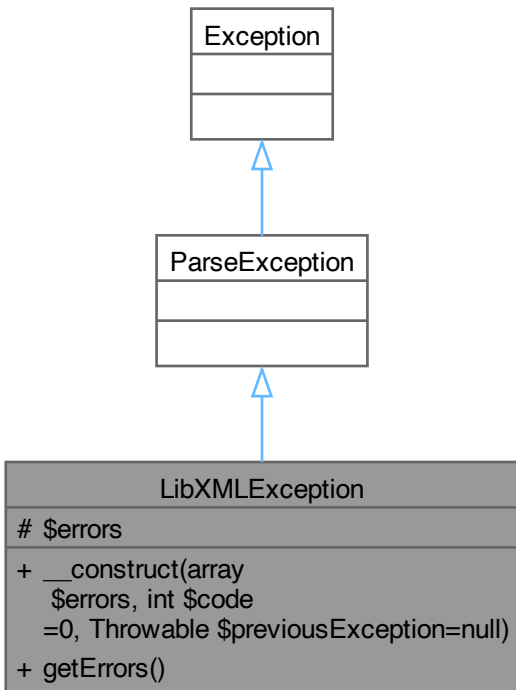 Exception
ParseException
LibXMLException
# $errors
+ __construct(array
$errors, int $code
=0, Throwable $previousException=null)
+ getErrors()